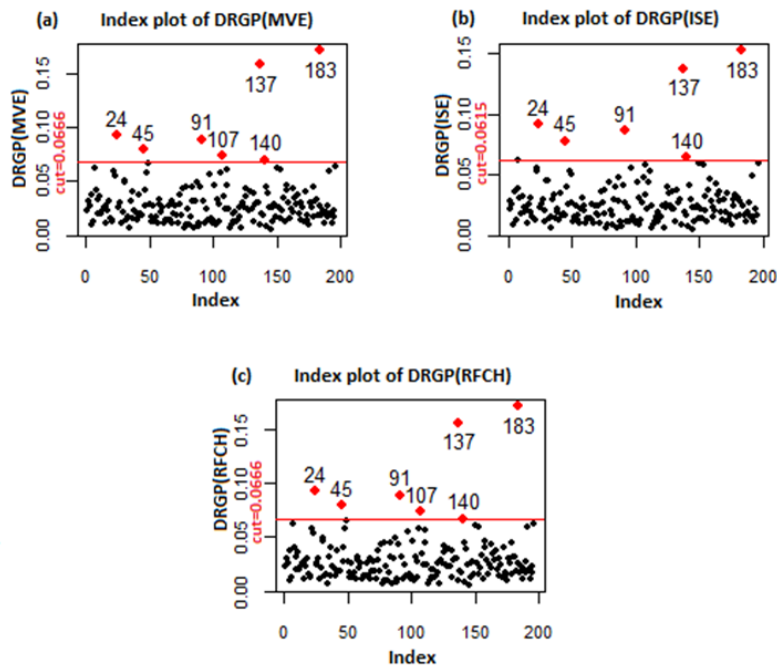 (a) Index plot of DRGP(MVE)
DRGP(MVE)
cut=0.0666
0.00 0.05 0.10 0.15
24 45 91 107 137 140 183
0 50 100 150 200
Index
(b) Index plot of DRGP(ISE)
DRGP(ISE)
cut=0.0615
0.00 0.05 0.10 0.15
24 45 91 137 140 183
0 50 100 150 200
Index
(c) Index plot of DRGP(RFCH)
DRGP(RFCH)
cut=0.0666
0.00 0.05 0.10 0.15
24 45 91 107 137 140 183
0 50 100 150 200
Index